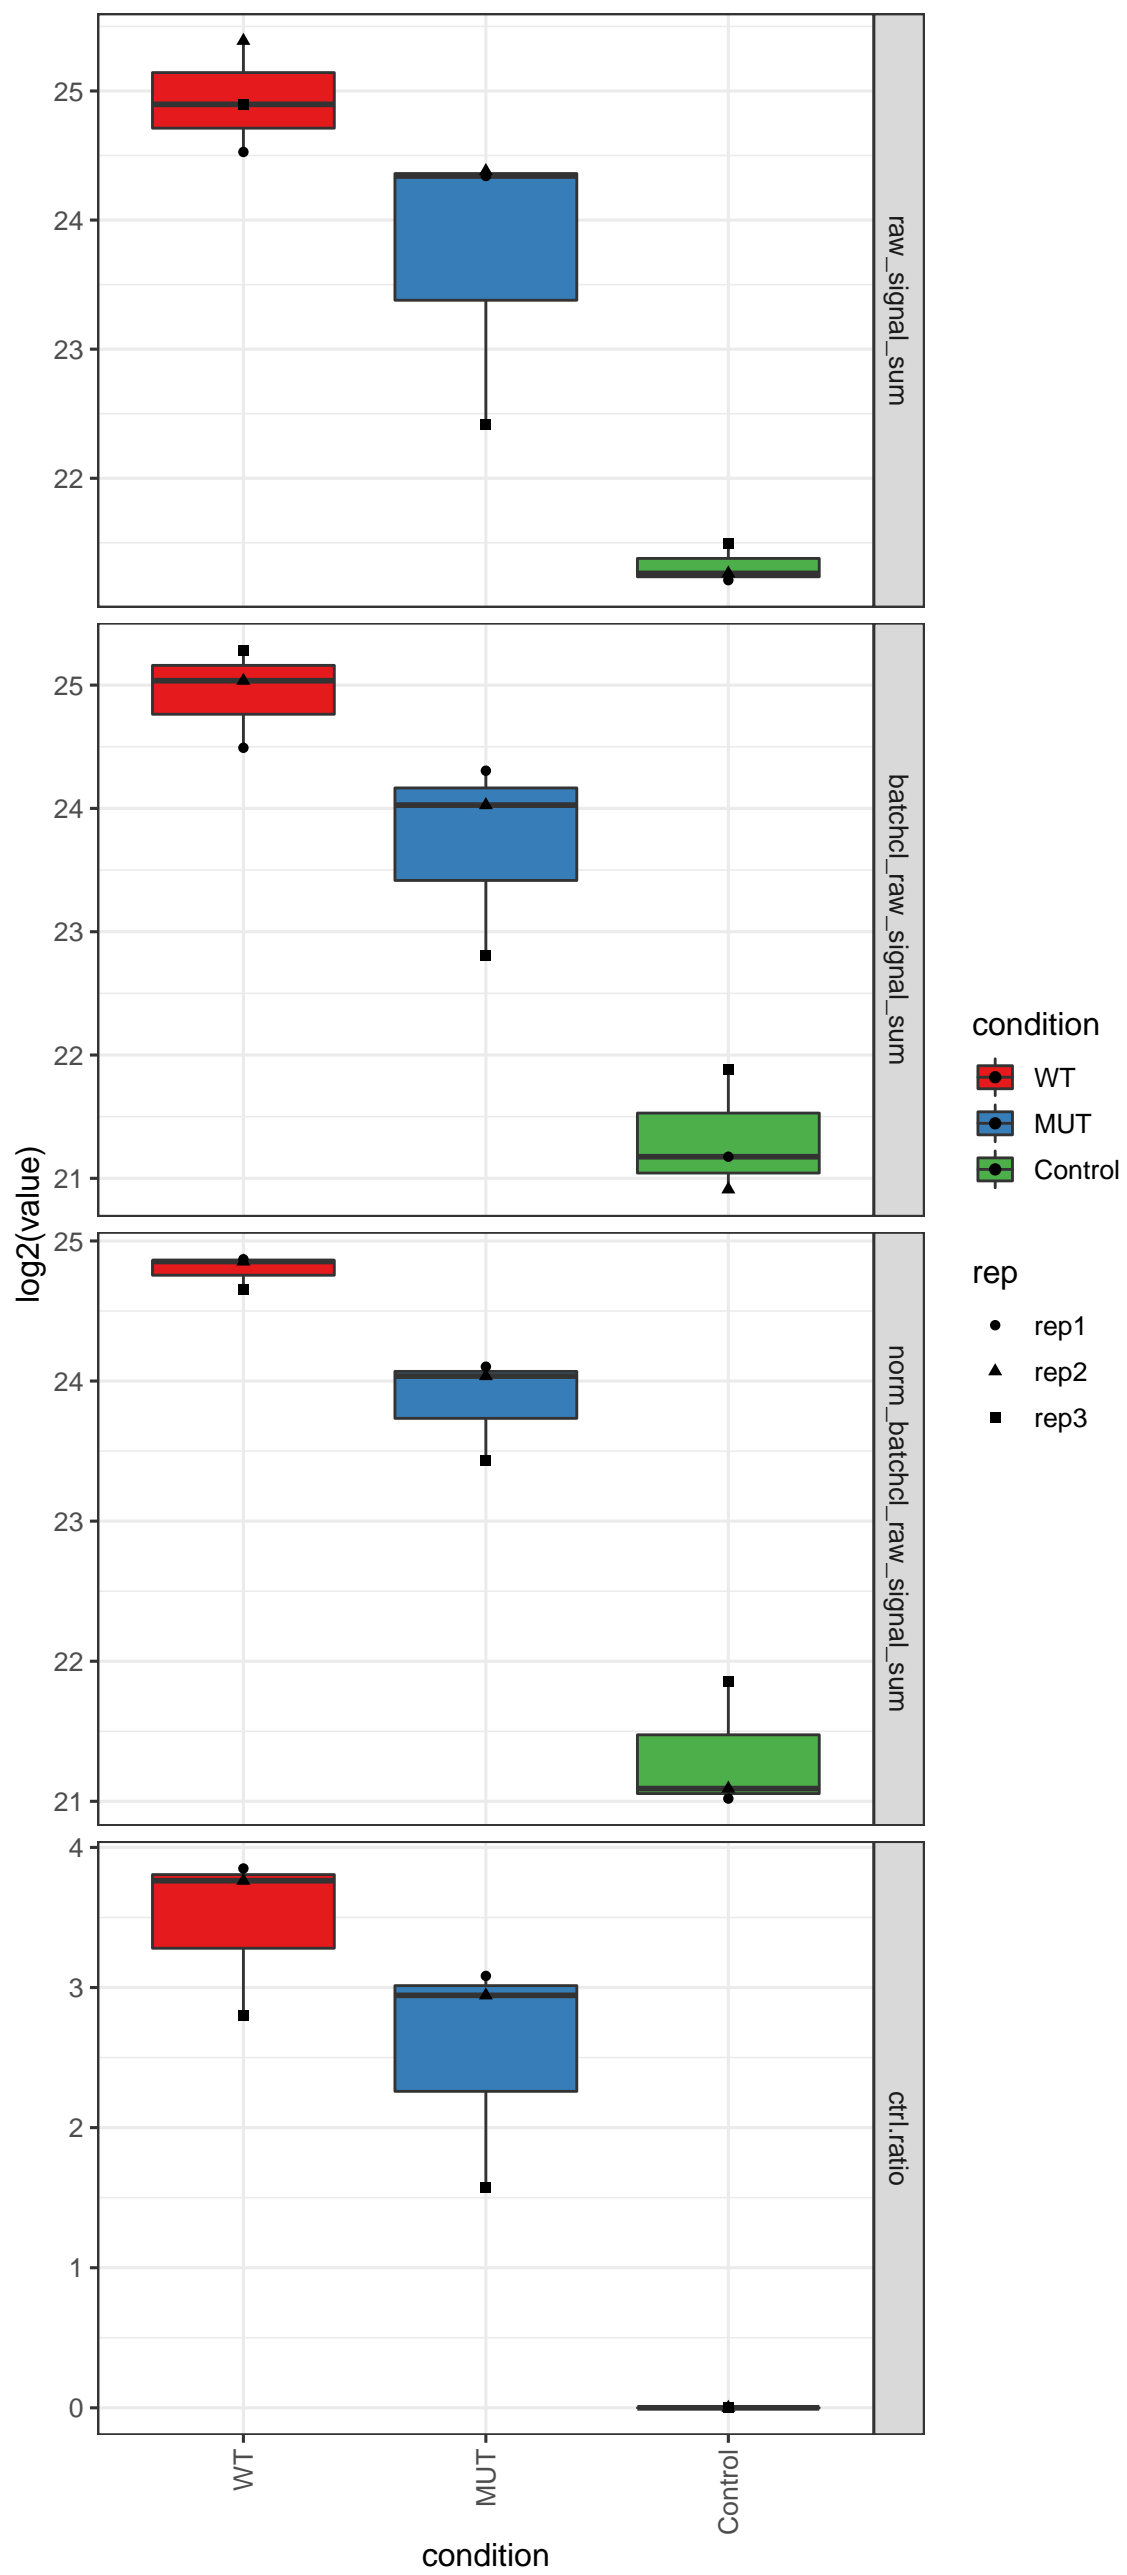 25
24
23
22
raw_signal_sum
25
24
23
22
21
batchcl_raw_signal_sum
25
24
23
22
21
norm_batchcl_raw_signal_sum
4
3
2
1
0
ctrl.ratio
log2(value)
WT
MUT
Control
condition
condition
WT
MUT
Control
rep
rep1
rep2
rep3